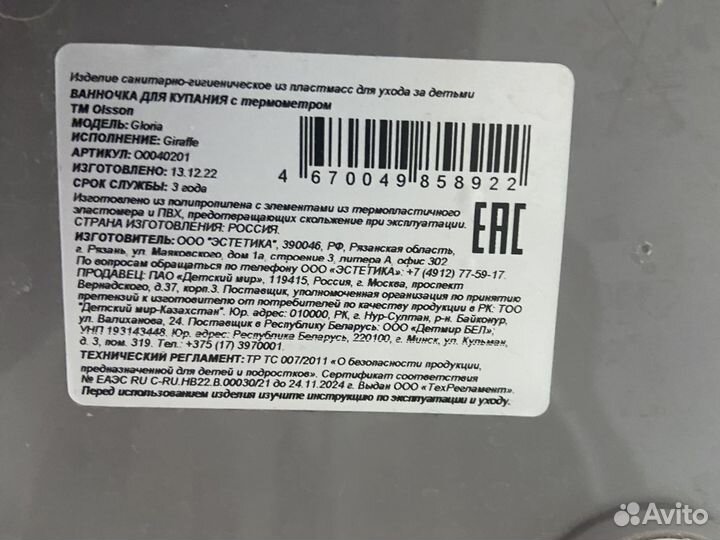 Изделие санитарно-гигиеническое из пластмасс для ухода за детьми
ВАННОЧКА ДЛЯ КУПАНИЯ с термометром
ТМ Olsson
МОДЕЛЬ: Gloria
ИСПОЛНЕНИЕ: Giraffe
АРТИКУЛ: O0040201
ИЗГОТОВЛЕНО: 13.12.22
СРОК СЛУЖБЫ: 3 года
4 670049 858922
Изготовлено из полипропилена с элементами из термопластичного
эластомера и ПВХ, предотвращающих скольжение при эксплуатации.
СТРАНА ИЗГОТОВЛЕНИЯ: РОССИЯ.
EAC
ИЗГОТОВИТЕЛЬ: ООО "ЭСТЕТИКА", 390046, РФ, Рязанская область,
г. Рязань, ул. Маяковского, дом 1а, строение 3, литера А, офис 302
По вопросам обращаться по телефону ООО «ЭСТЕТИКА»: +7 (4912) 77-59-17.
ПРОДАВЕЦ: ПАО «Детский мир», 119415, Россия, г. Москва, проспект
Вернадского, д.37, корп.3. Поставщик, уполномоченная организация по принятию
претензий к изготовителю от потребителей по качеству продукции в РК: ТОО
"Детский мир-Казахстан". Юр. адрес: 010000, РК, г. Нур-Султан, р-н. Байконур,
ул. Валиханова, 24. Поставщик в Республику Беларусь: ООО «Детмир БЕЛ»;
УНП 193143448. Юр. адрес: Республика Беларусь, 220100, г. Минск, ул. Кульман,
д. 3, пом. 319. Тел.: +375 (17) 3970001.
ТЕХНИЧЕСКИЙ РЕГЛАМЕНТ: ТР ТС 007/2011 «О безопасности продукции,
предназначенной для детей и подростков». Сертификат соответствия
№ ЕАЭС RU С-RU.НВ22.В.00030/21 до 24.11.2024 г. Выдан ООО «ТехРегламент».
Перед использованием изделия изучите инструкцию по эксплуатации и уходу.
Avito